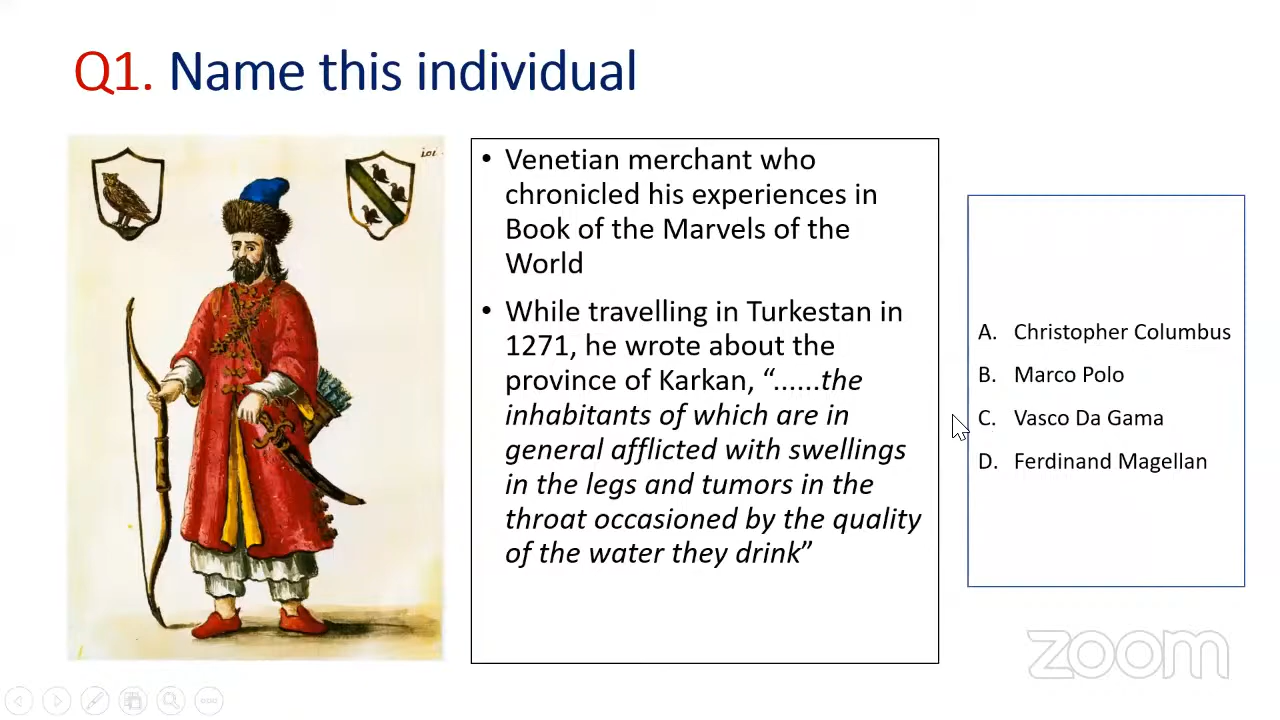 Q1. Name this individual
101.
• Venetian merchant who
chronicled his experiences in
Book of the Marvels of the
World
• While travelling in Turkestan in
1271, he wrote about the
province of Karkan, “......the
inhabitants of which are in
general afflicted with swellings
in the legs and tumors in the
throat occasioned by the quality
of the water they drink”
A. Christopher Columbus
B. Marco Polo
C. Vasco Da Gama
D. Ferdinand Magellan
zoom